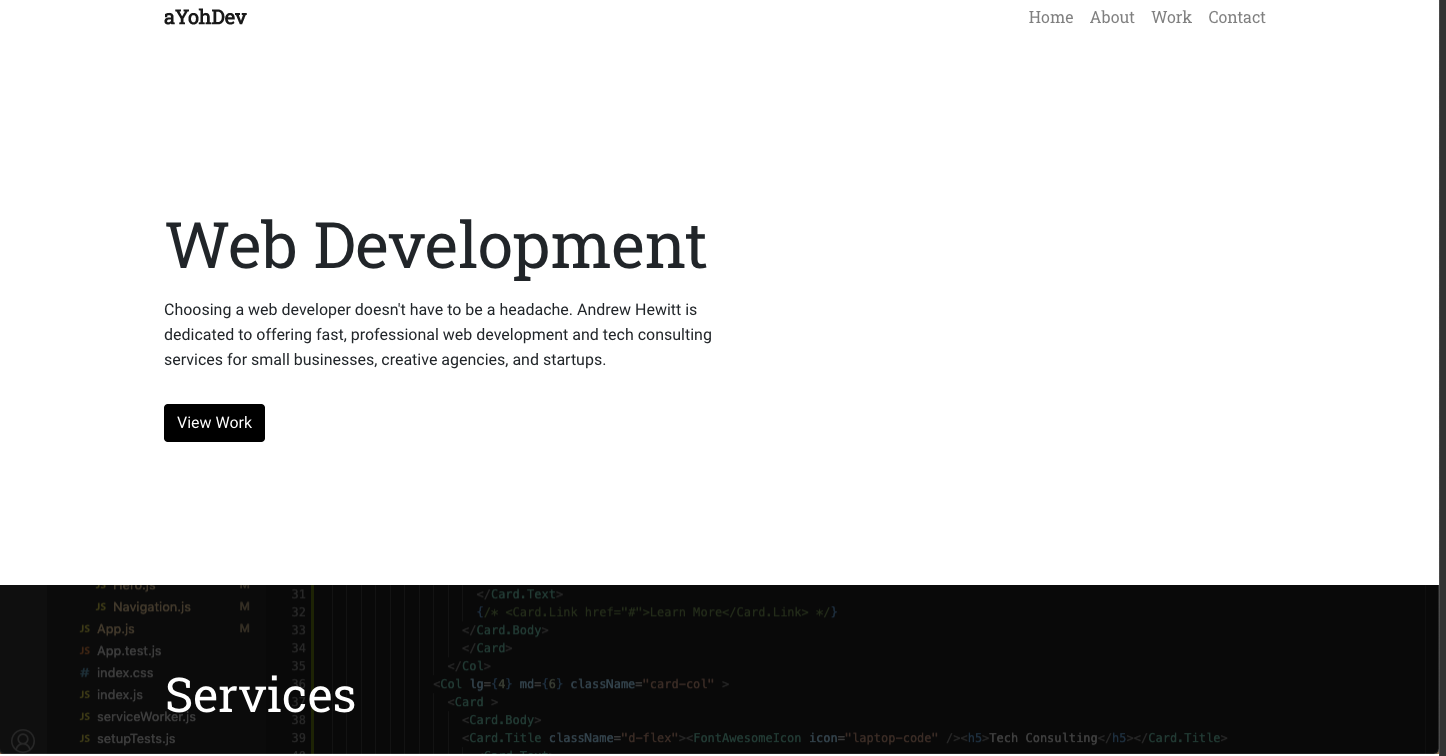 aYohDev
Home About Work Contact
Web Development
Choosing a web developer doesn't have to be a headache. Andrew Hewitt is
dedicated to offering fast, professional web development and tech consulting
services for small businesses, creative agencies, and startups.
View Work
Hero.js M
31 </Card.Text>
JS Navigation.js M
32 {/* <Card.Link href="#">Learn More</Card.Link> */}
JS App.js M
33 </Card.Body>
JS App.test.js
34 </Card>
35 </Col>
# index.css
36 <Col lg={4} md={6} className="card-col" >
JS index.js
Services
<Card >
JS serviceWorker.js
38 <Card.Body>
JS setupTests.js
39 <Card.Title className="d-flex"><FontAwesomeIcon icon="laptop-code" /><h5>Tech Consulting</h5></Card.Title>
<Card.Text>